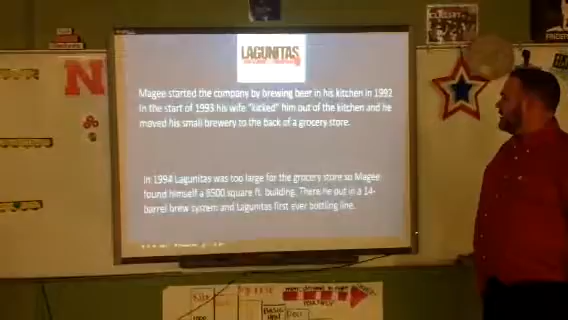 LAGUNITAS
Magee started the company by brewing beer in his kitchen in 1992
In the start of 1993 his wife "kicked" him out of the kitchen and he
moved his small brewery to the back of a grocery store.
In 1994 Lagunitas was too large for the grocery store so Magee
found himself a 8500 square ft. building. There he put in a 14-
barrel brew system and Lagunitas first ever bottling line.
N